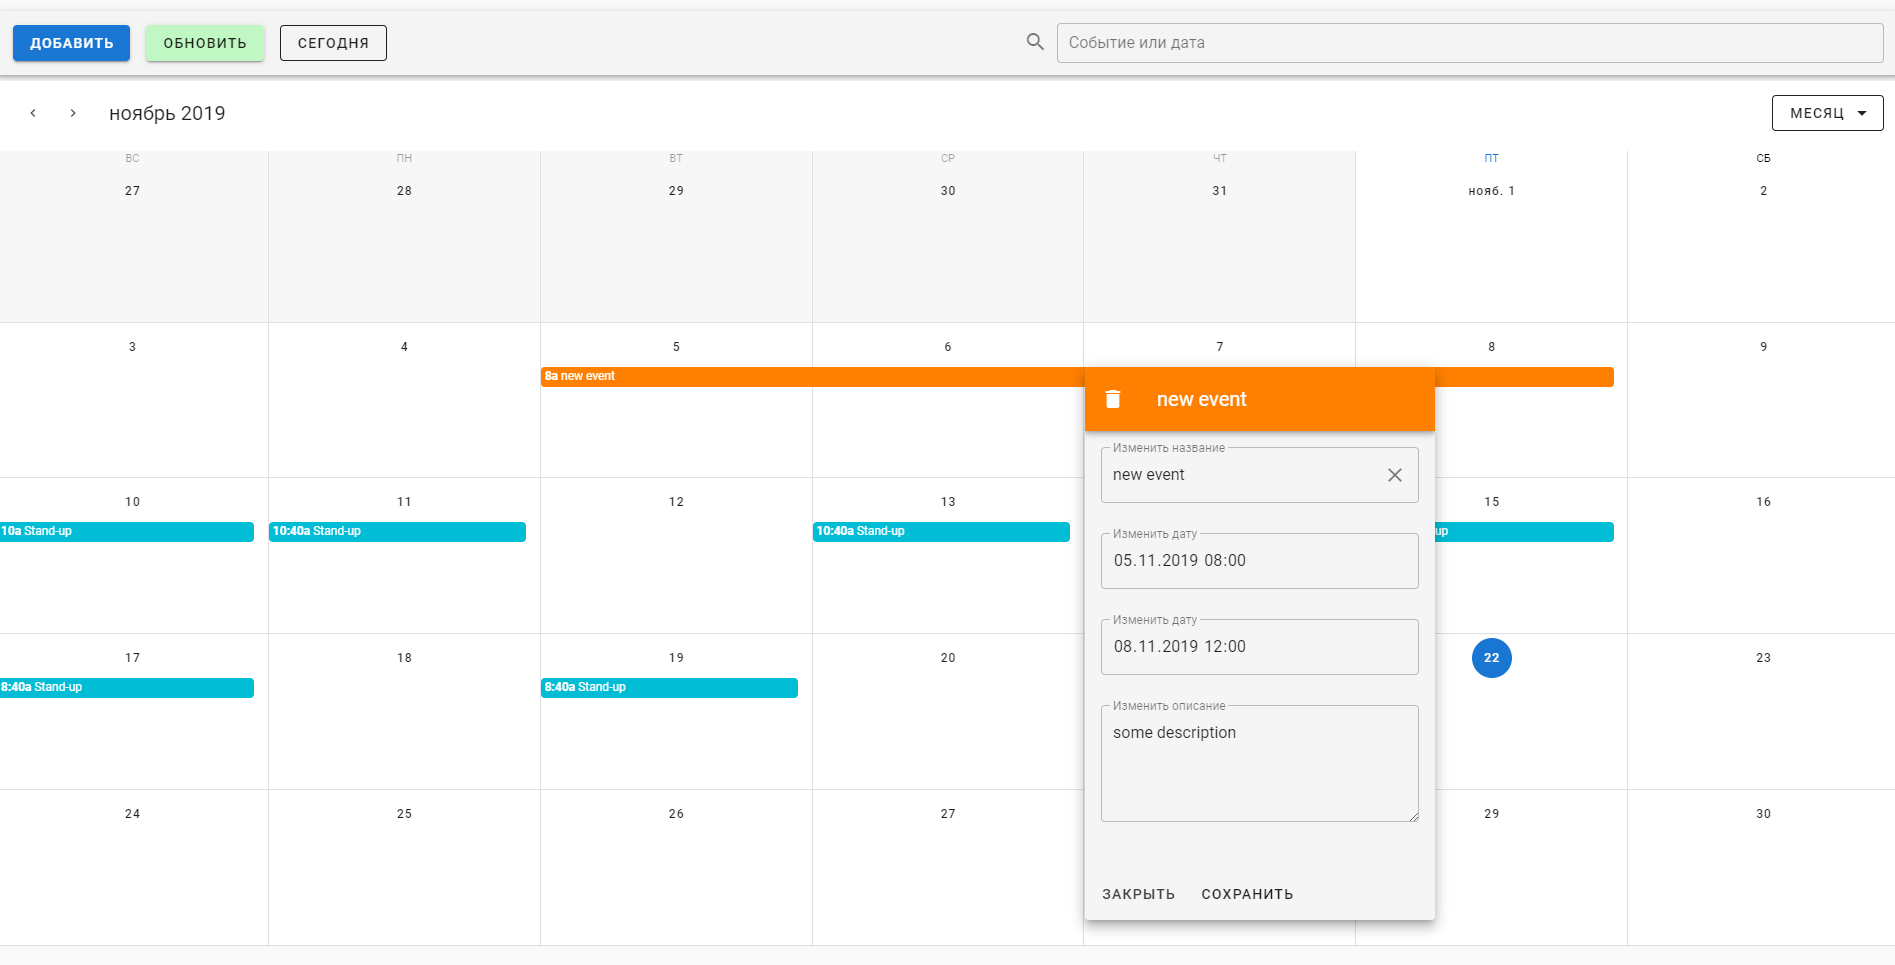 ДОБАВИТЬ ОБНОВИТЬ СЕГОДНЯ Событие или дата
ноябрь 2019 МЕСЯЦ
ВС ПН ВТ СР ЧТ ПТ СБ
27 28 29 30 31 нояб. 1 2
3 4 5 6 7 8 9
8a new event
new event
Изменить название
new event
Изменить дату
05.11.2019 08:00
Изменить дату
08.11.2019 12:00
Изменить описание
some description
ЗАКРЫТЬ СОХРАНИТЬ
10 11 12 13 15 16
10a Stand-up 10:40a Stand-up 10:40a Stand-up up
17 18 19 20 22 23
8:40a Stand-up 8:40a Stand-up
24 25 26 27 29 30